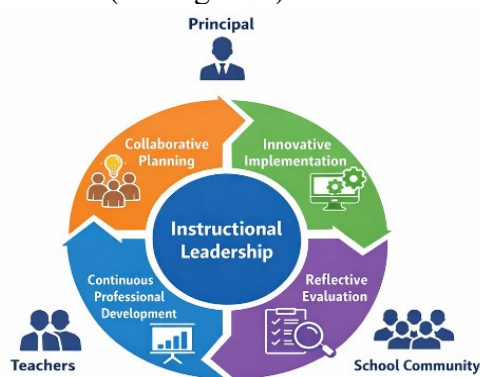 Principal
Collaborative
Planning
Innovative
Implementation
Instructional
Leadership
Continuous
Professional
Development
Reflective
Evaluation
Teachers
School Community